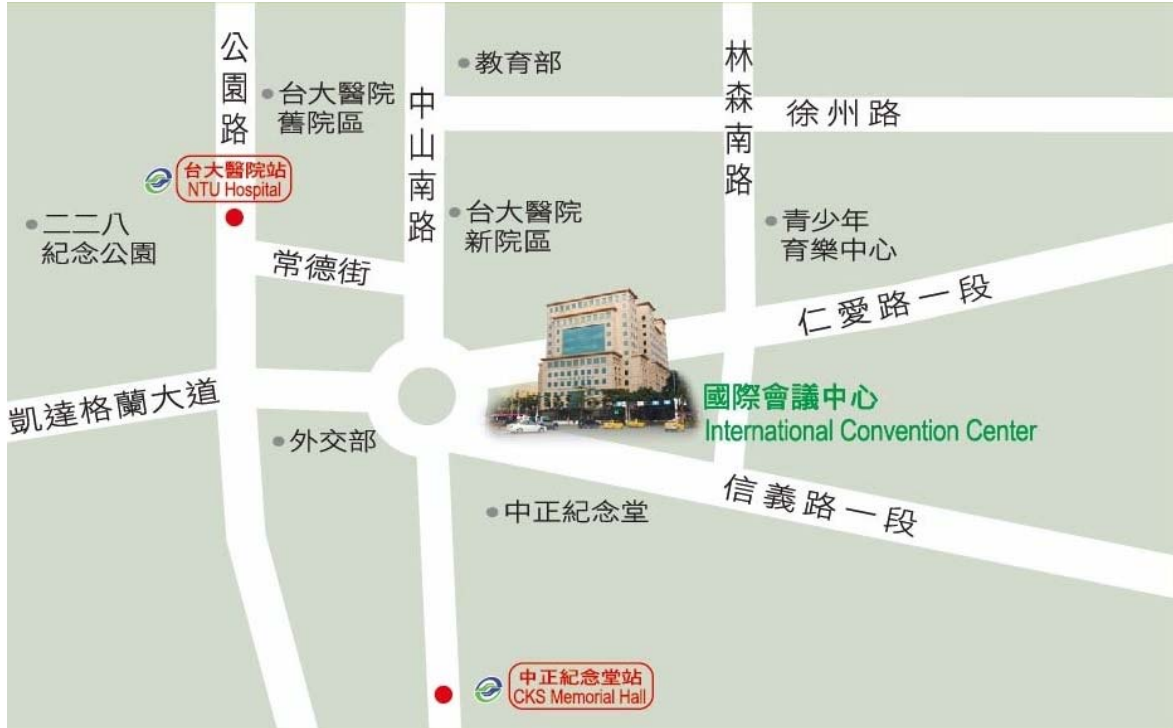 公園路
台大醫院
舊院區
中山南路
教育部
林森南路
徐州路
台大醫院站
NTU Hospital
二二八
紀念公園
常德街
台大醫院
新院區
青少年
育樂中心
仁愛路一段
凱達格蘭大道
外交部
國際會議中心
International Convention Center
中正紀念堂
信義路一段
中正紀念堂站
CKS Memorial Hall